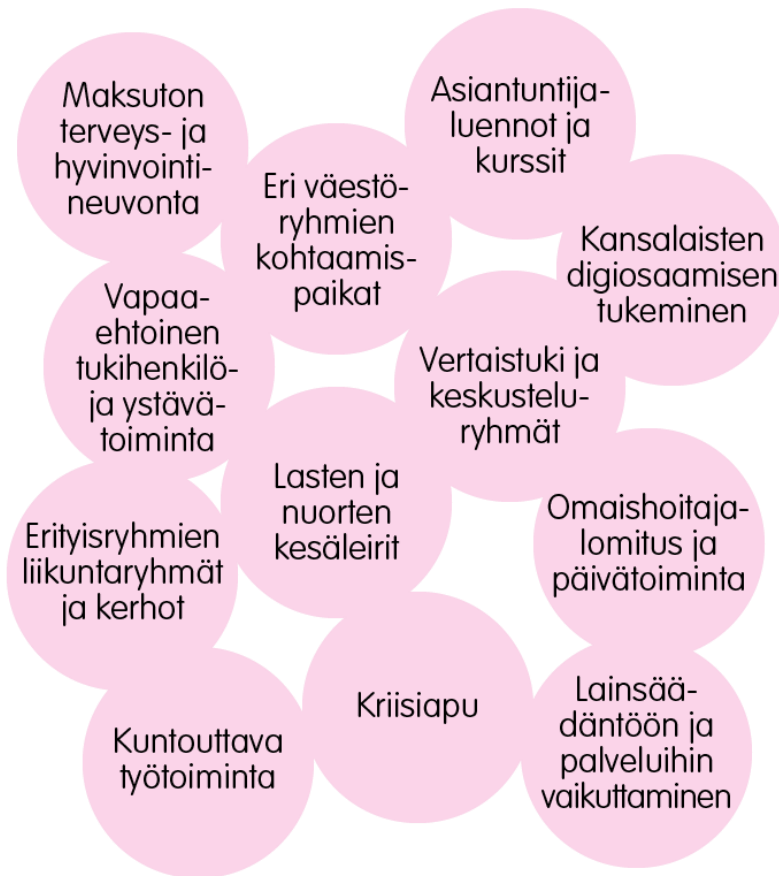 Maksuton
terveys- ja
hyvinvointi-
neuvonta
Asiantuntija-
luennot ja
kurssit
Eri väestö-
ryhmien
kohtaamis-
paikat
Kansalaisten
digiosaamisen
tukeminen
Vapaa-
ehtoinen
tukihenkilö-
ja ystävä-
toiminta
Vertaistuki ja
keskustelu-
ryhmät
Lasten ja
nuorten
kesäleirit
Omaishoitaja-
lomitus ja
päivätoiminta
Erityisryhmien
liikuntaryhmät
ja kerhot
Kriisiapu
Lainsää-
däntöön ja
palveluihin
vaikuttaminen
Kuntouttava
työtoiminta